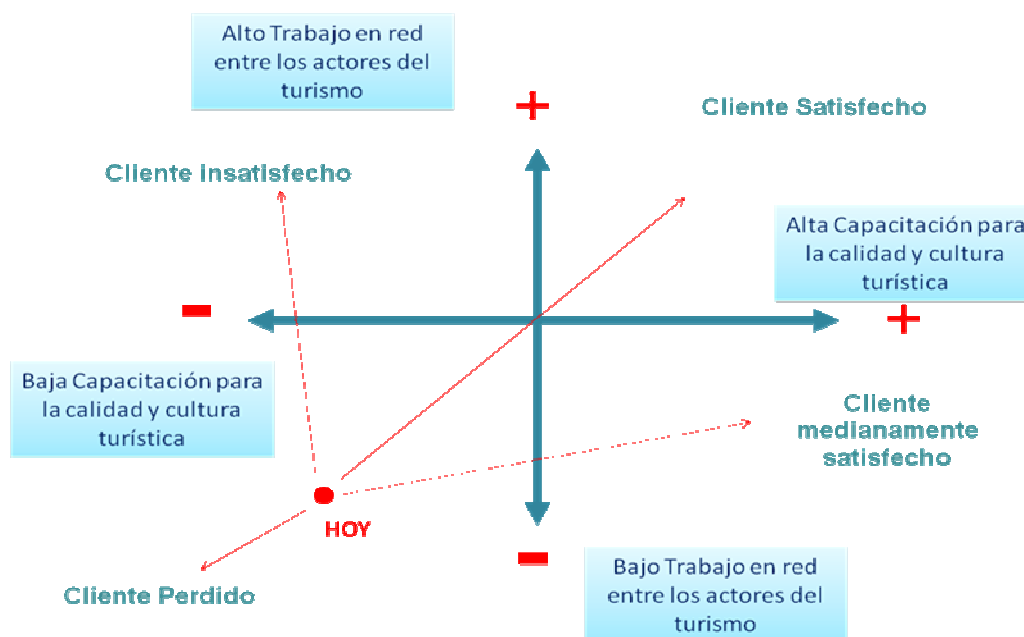 Alto Trabajo en red
entre los actores del
turismo
+
Cliente Satisfecho
Cliente Insatisfecho
Alta Capacitación para
la calidad y cultura
turística
-
+
Baja Capacitación para
la calidad y cultura
turística
Cliente
medianamente
satisfecho
HOY
-
Bajo Trabajo en red
entre los actores del
turismo
Cliente Perdido